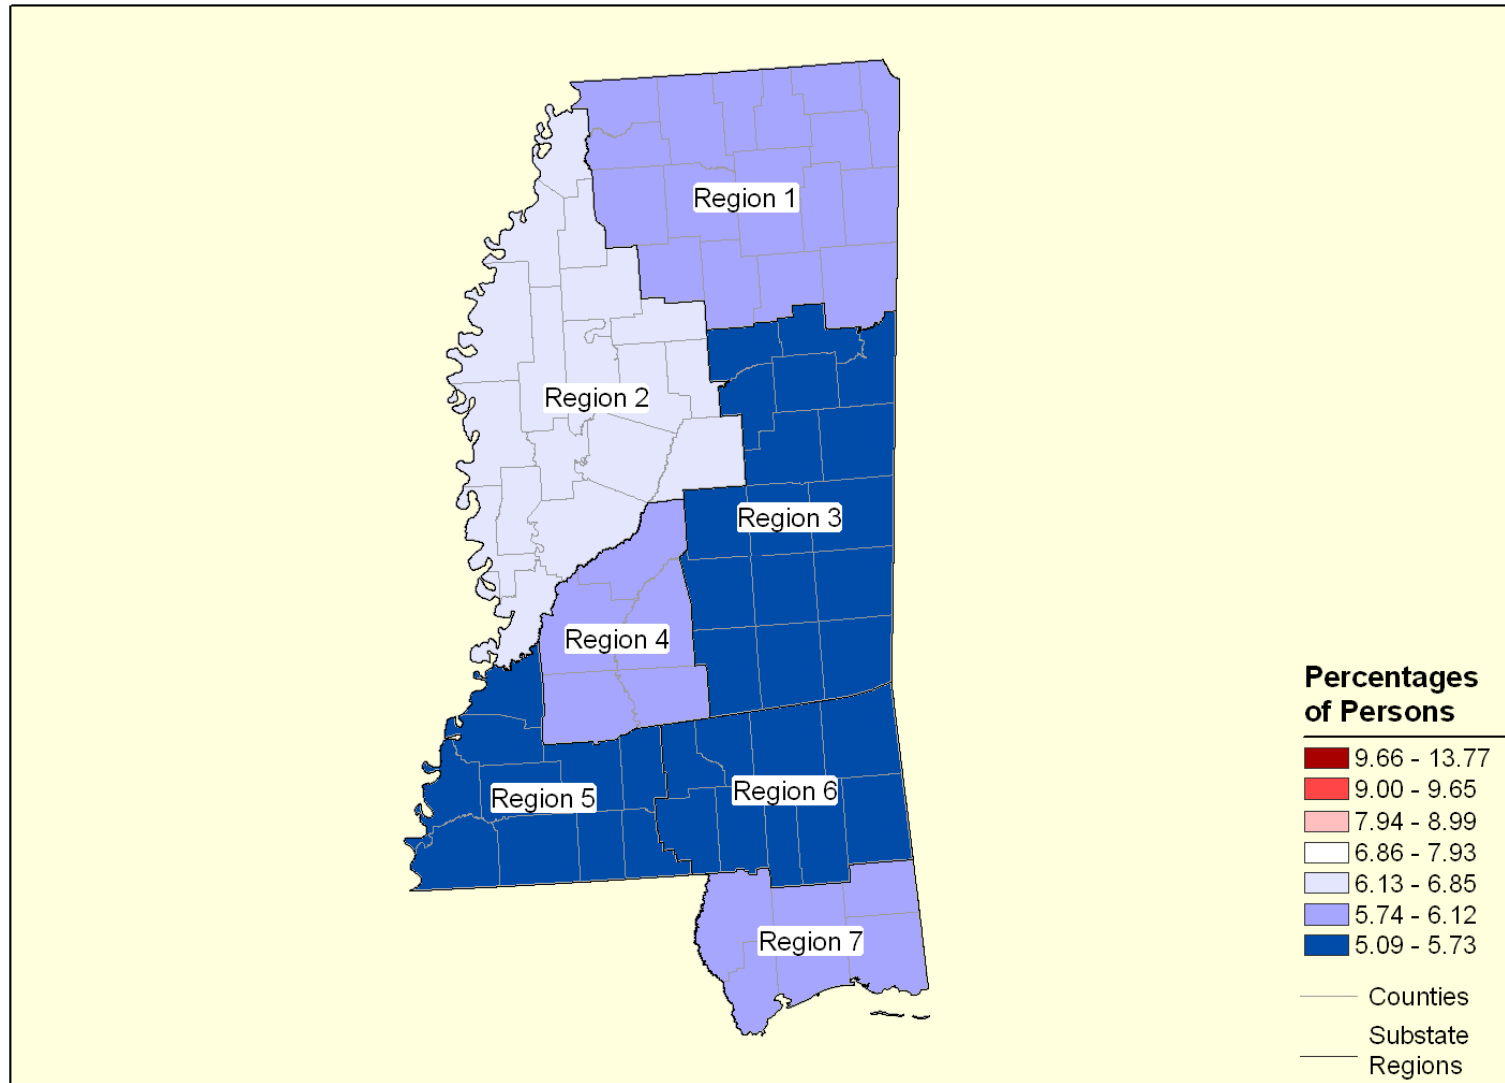 Region 1
Region 2
Region 3
Region 4
Region 5
Region 6
Region 7
Percentages
of Persons
9.66 - 13.77
9.00 - 9.65
7.94 - 8.99
6.86 - 7.93
6.13 - 6.85
5.74 - 6.12
5.09 - 5.73
Counties
Substate
Regions